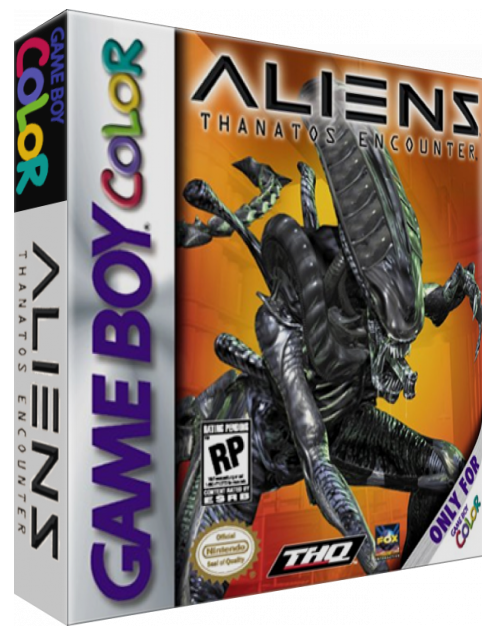 GAME BOY
COLOR
ALIENS
THANATOS ENCOUNTER
GAME BOY COLOR
ALIENS
THANATOS ENCOUNTER
RATING PENDING
RP
CONTENT RATED BY
ESRB
Official
Nintendo
Seal of Quality
THQ
FOX
INTERACTIVE
ONLY FOR
GAME BOY
COLOR